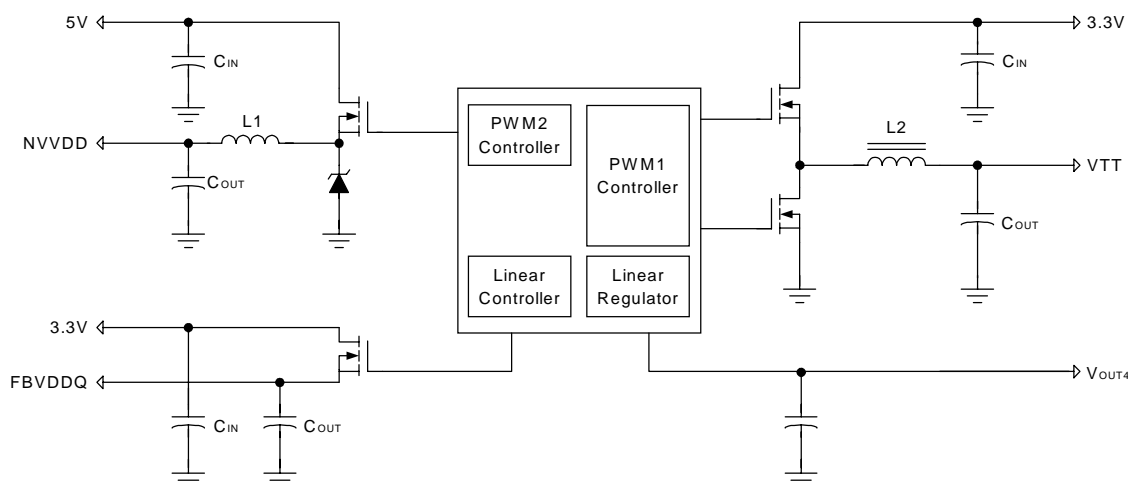 5V
CIN
L1
NVVDD
COUT
PWM2
Controller
PWM1
Controller
Linear
Controller
Linear
Regulator
3.3V
CIN
L2
VTT
COUT
3.3V
FBVDDQ
CIN
COUT
VOUT4